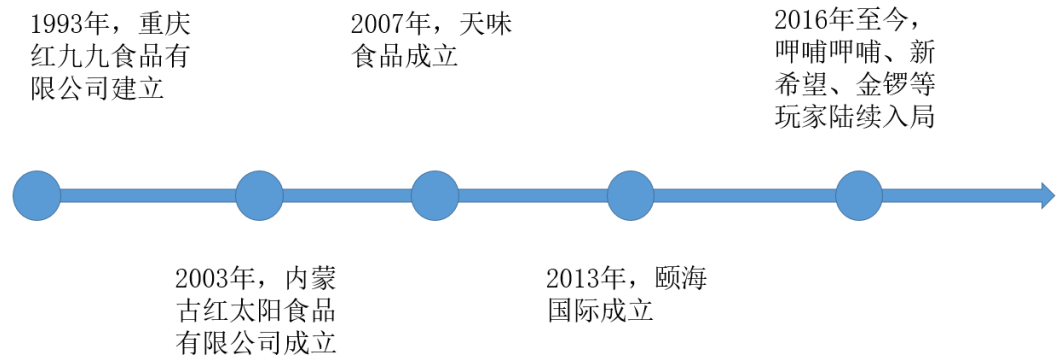 1993年，重庆
红九九食品有
限公司建立
2003年，内蒙
古红太阳食品
有限公司成立
2007年，天味
食品成立
2013年，颐海
国际成立
2016年至今，
呷哺呷哺、新
希望、金锣等
玩家陆续入局